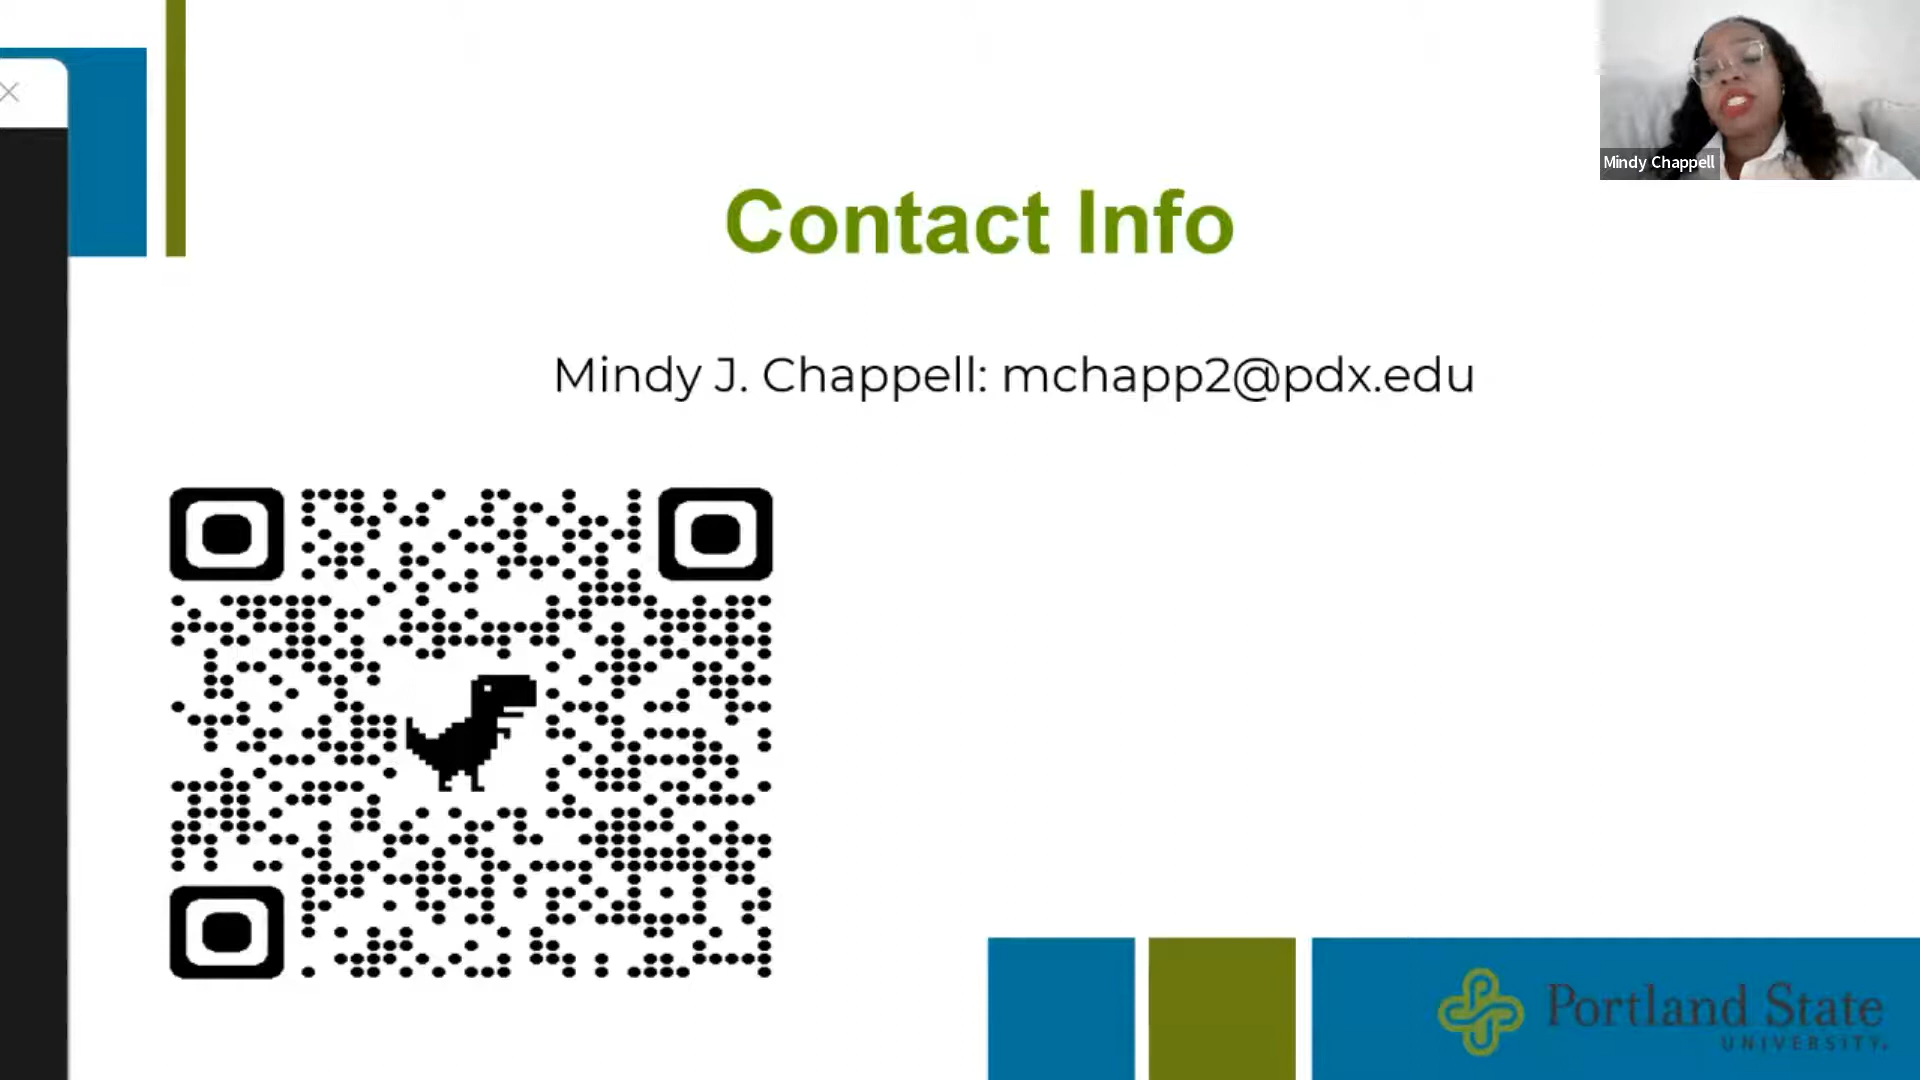 Mindy Chappell
Contact Info
Mindy J. Chappell: mchapp2@pdx.edu
Portland State
UNIVERSITY